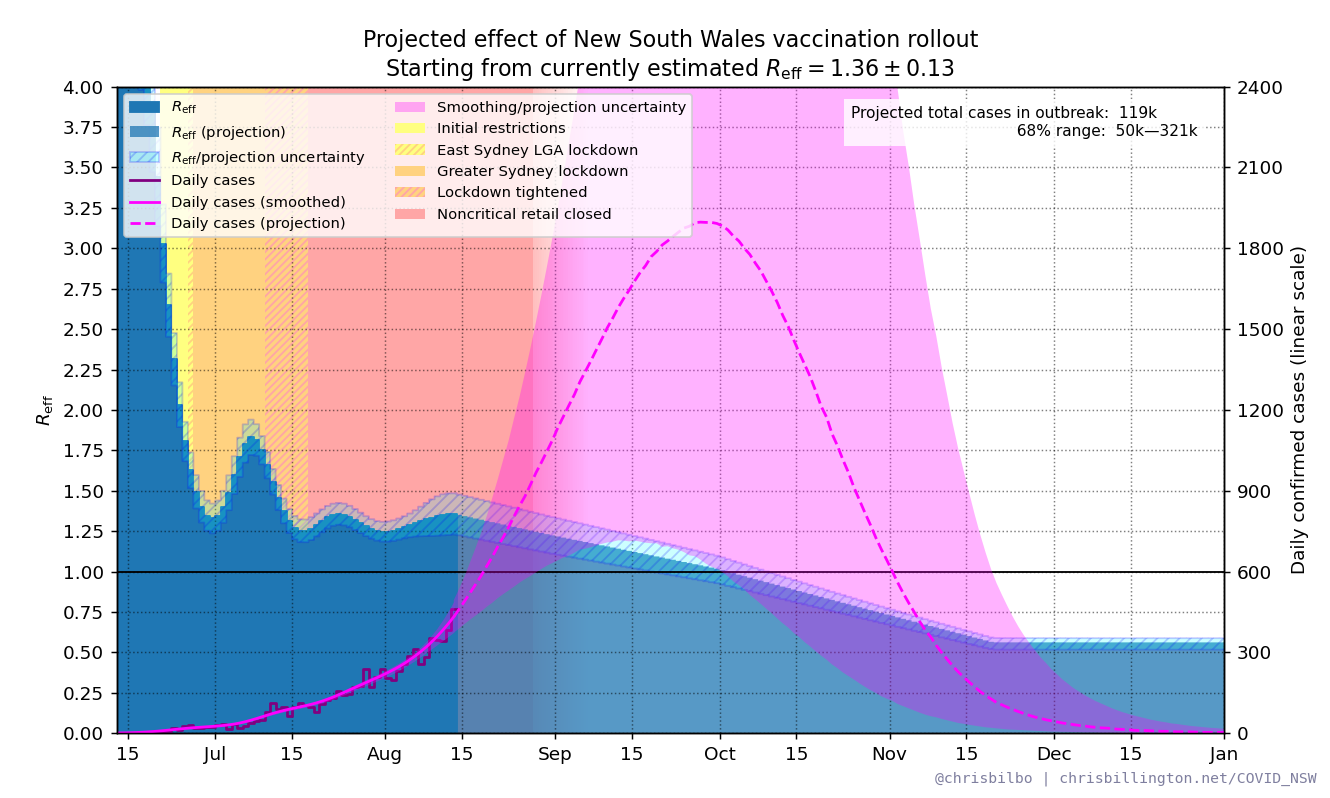 Projected effect of New South Wales vaccination rollout
Starting from currently estimated Reff = 1.36 ± 0.13
Reff
Reff (projection)
Reff/projection uncertainty
Daily cases
Daily cases (smoothed)
Daily cases (projection)
Smoothing/projection uncertainty
Initial restrictions
East Sydney LGA lockdown
Greater Sydney lockdown
Lockdown tightened
Noncritical retail closed
Projected total cases in outbreak: 119k
68% range: 50k—321k
Reff
4.00
3.75
3.50
3.25
3.00
2.75
2.50
2.25
2.00
1.75
1.50
1.25
1.00
0.75
0.50
0.25
0.00
2400
2100
1800
1500
1200
900
600
300
0
Daily confirmed cases (linear scale)
15 Jul 15 Aug 15 Sep 15 Oct 15 Nov 15 Dec 15 Jan
@chrisbilbo | chrisbillington.net/COVID_NSW